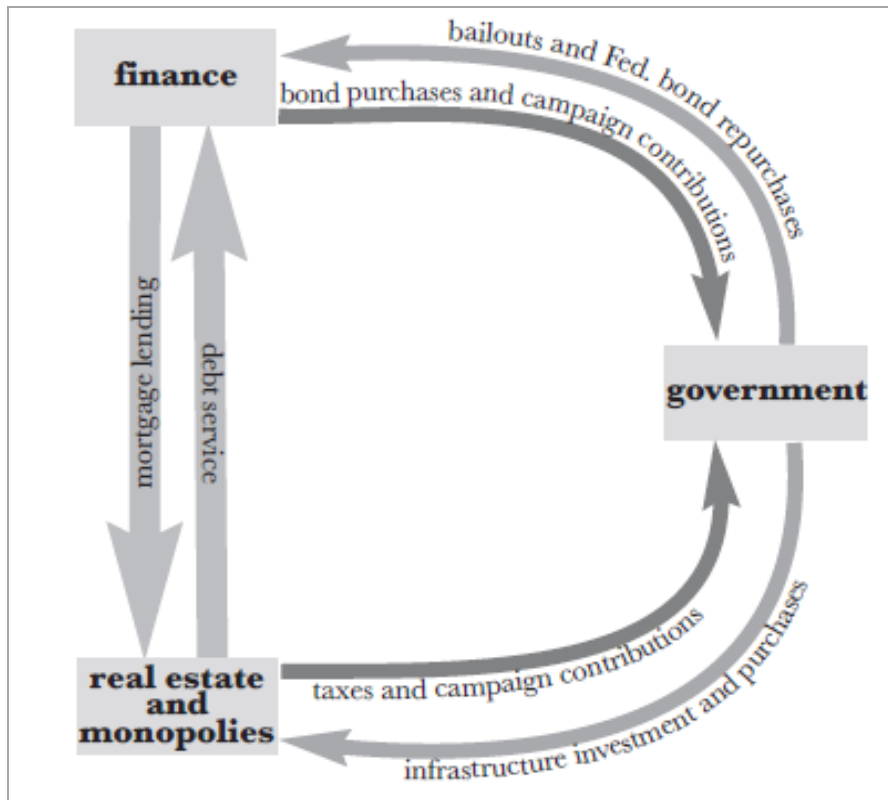 finance
bailouts and Fed. bond repurchases
bond purchases and campaign contributions
mortgage lending
debt service
government
real estate
and
monopolies
taxes and campaign contributions
infrastructure investment and purchases